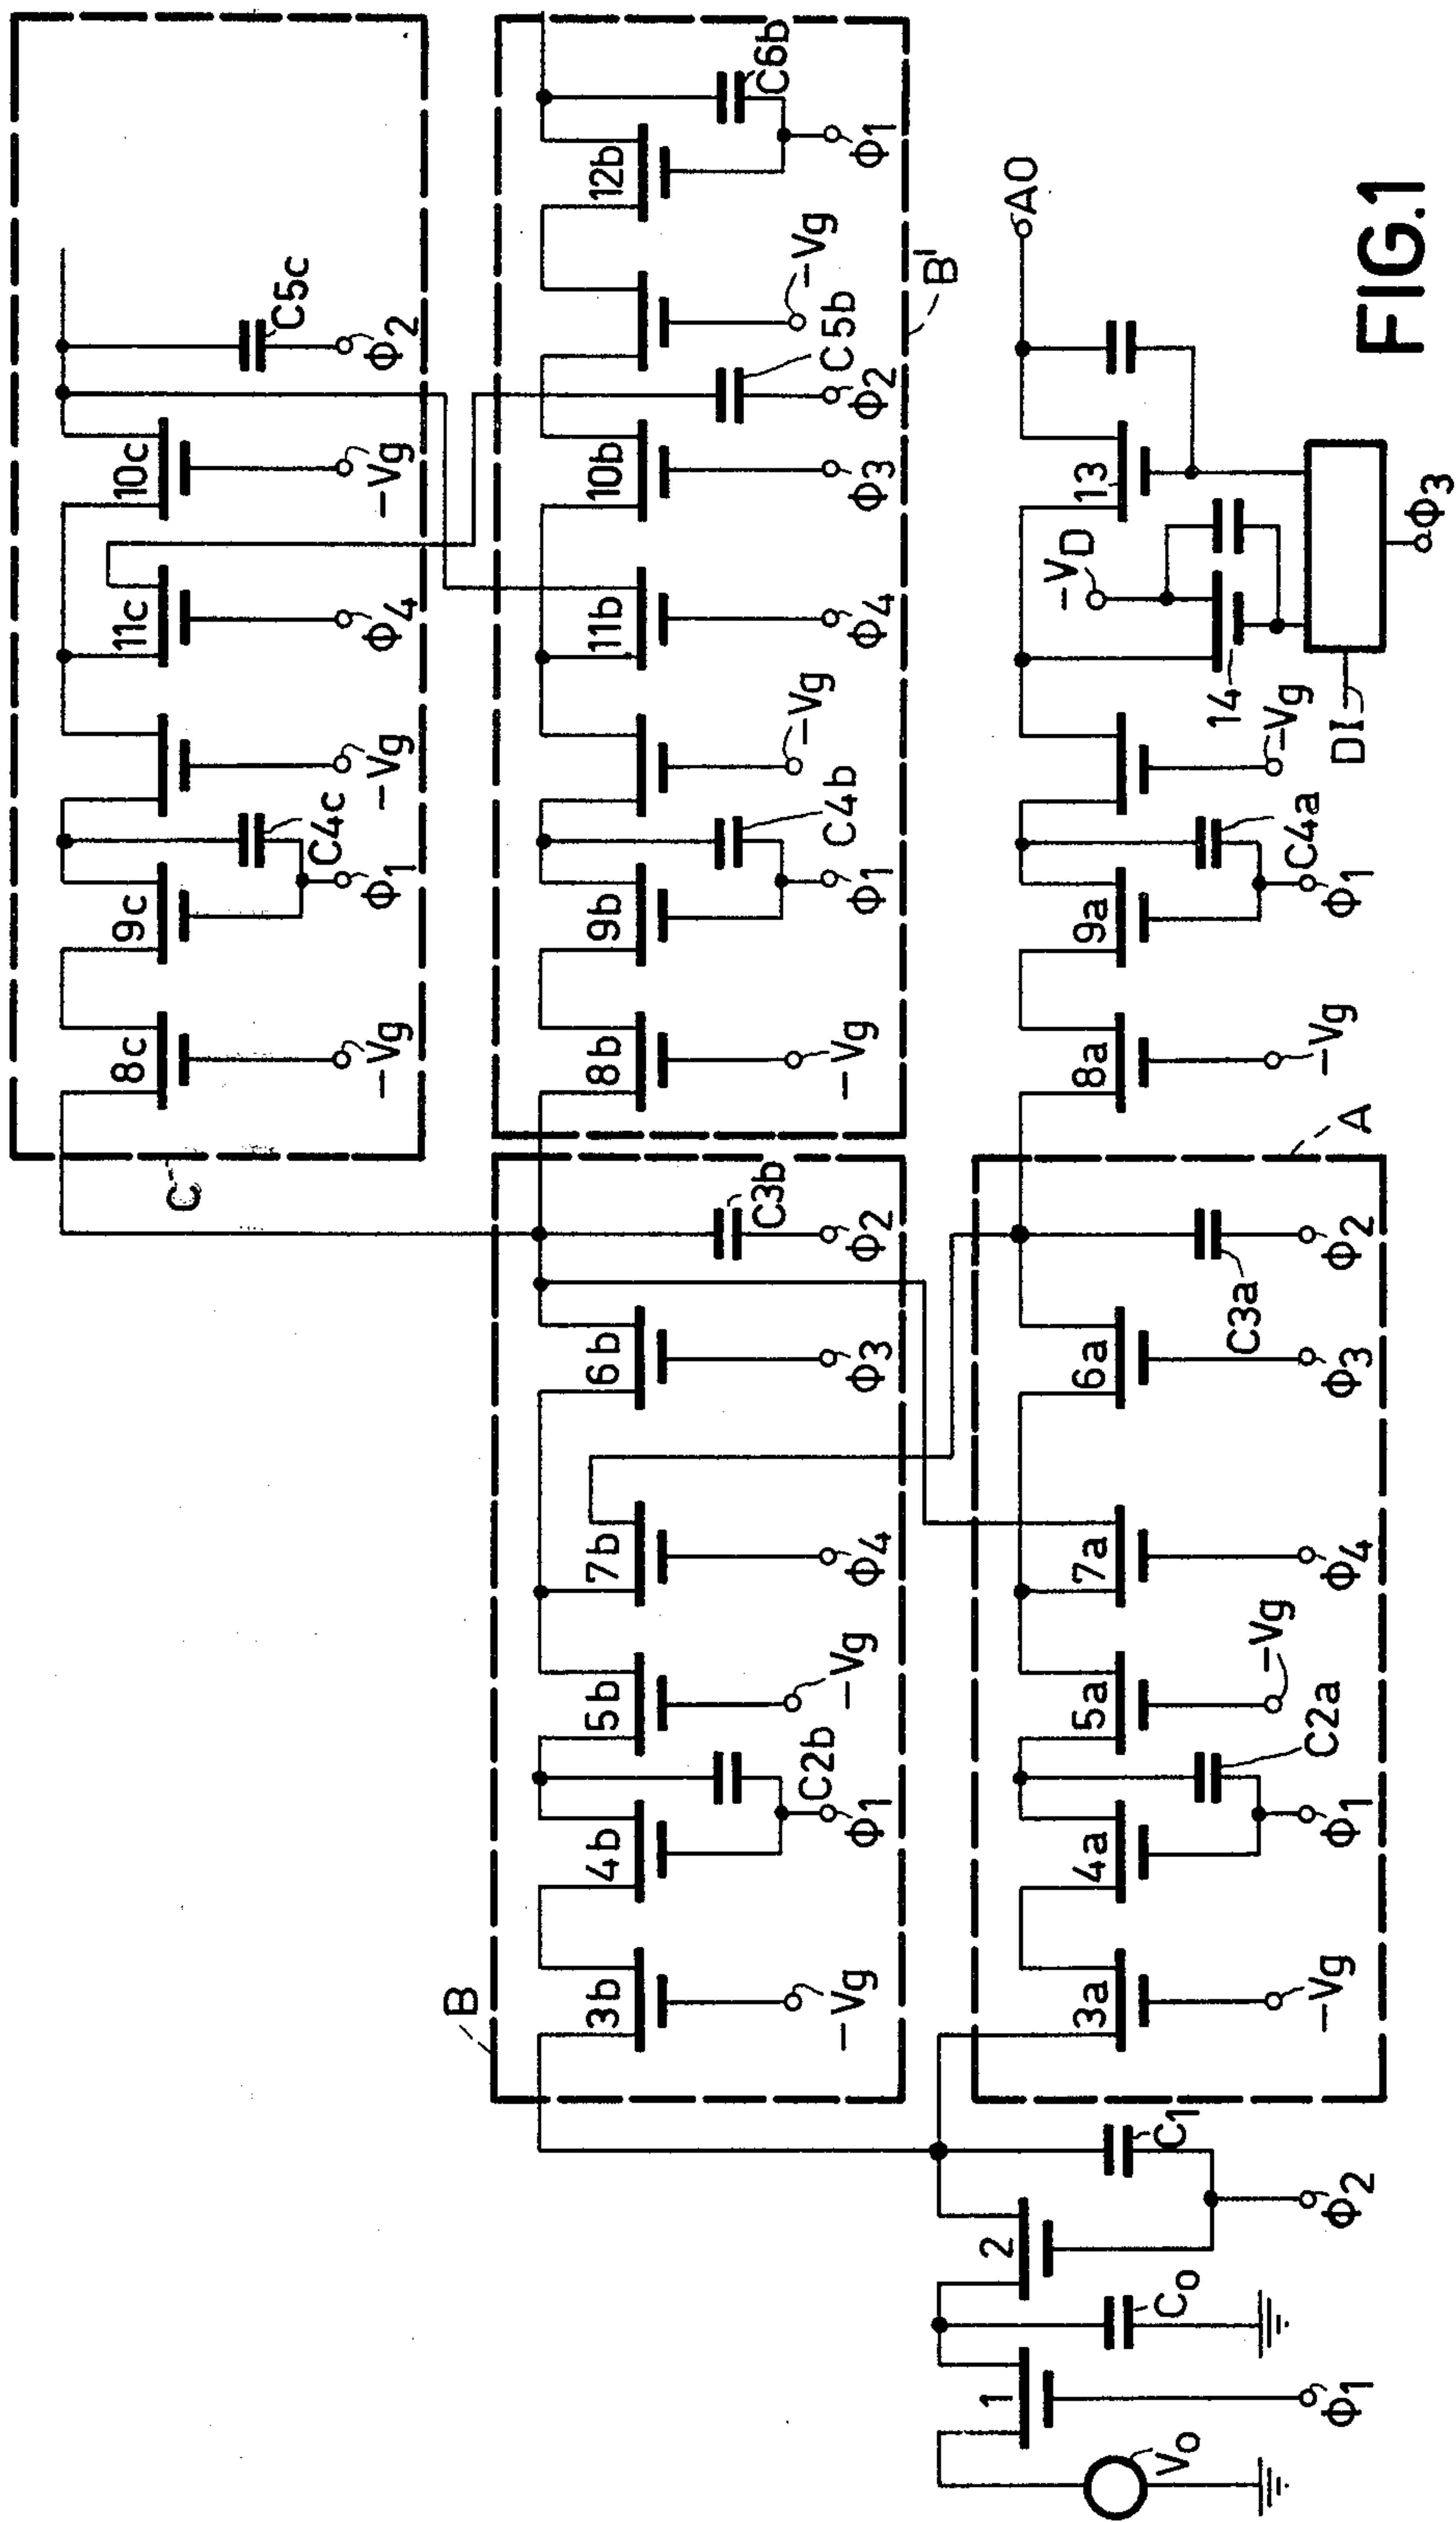 C
8c
9c
11c
10c
C4c
C5c
–Vg
Φ1
–Vg
Φ4
–Vg
Φ2
B
3b
4b
5b
7b
6b
C2b
C3b
–Vg
Φ1
–Vg
Φ4
Φ3
Φ2
8b
9b
11b
10b
12b
C4b
C5b
C6b
–Vg
Φ1
–Vg
Φ4
Φ3
Φ2
–Vg
Φ1
B'
V0
1
C0
2
C1
Φ1
Φ2
3a
4a
5a
7a
6a
C2a
C3a
–Vg
Φ1
–Vg
Φ4
Φ3
Φ2
A
8a
9a
14
13
–VD
AO
C4a
–Vg
Φ1
–Vg
DI
Φ3
FIG.1